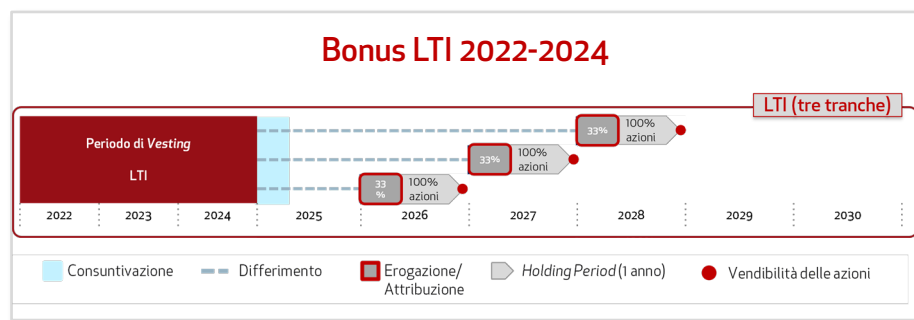 Bonus LTI 2022-2024
LTI (tre tranche)
Periodo di Vesting
LTI
33%
100%
azioni
33%
100%
azioni
33
%
100%
azioni
2022
2023
2024
2025
2026
2027
2028
2029
2030
Consuntivazione
Differimento
Erogazione/
Attribuzione
Holding Period (1 anno)
Vendibilità delle azioni